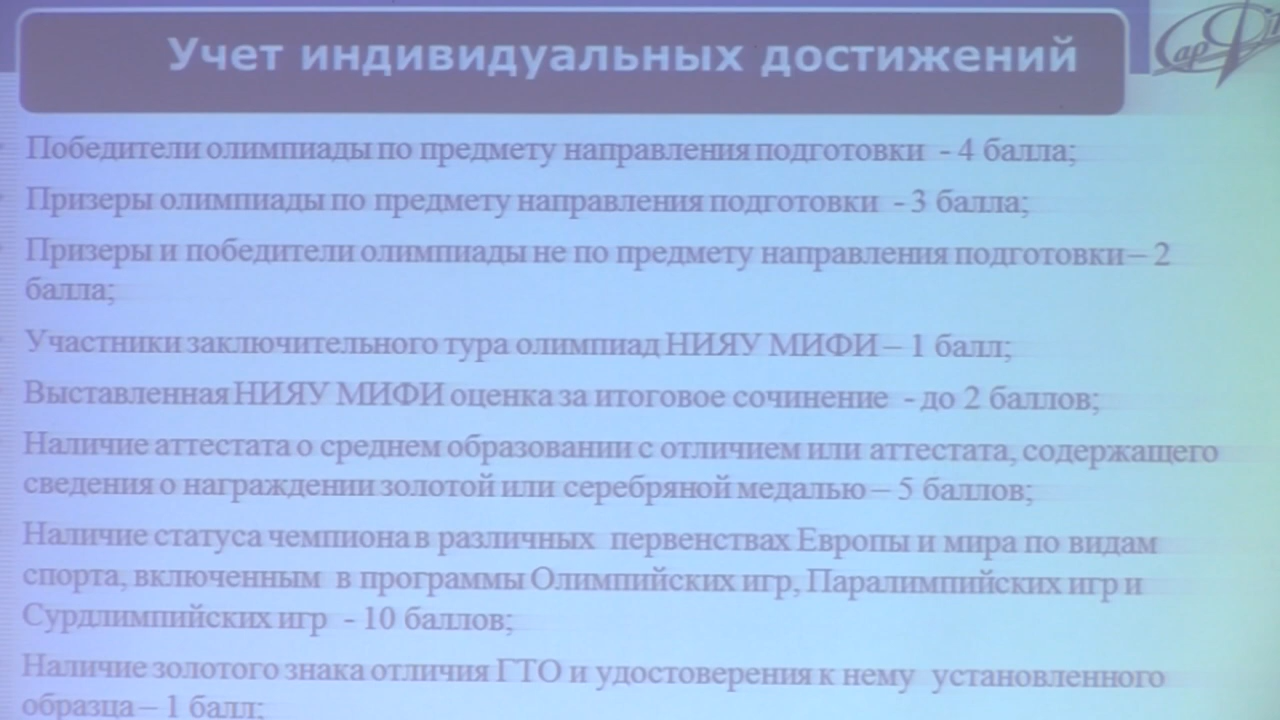 Учет индивидуальных достижений
Сарф
Победители олимпиады по предмету направления подготовки - 4 балла;
Призеры олимпиады по предмету направления подготовки - 3 балла;
Призеры и победители олимпиады не по предмету направления подготовки – 2
балла;
Участники заключительного тура олимпиад НИЯУ МИФИ – 1 балл;
Выставленная НИЯУ МИФИ оценка за итоговое сочинение - до 2 баллов;
Наличие аттестата о среднем образовании с отличием или аттестата, содержащего
сведения о награждении золотой или серебряной медалью – 5 баллов;
Наличие статуса чемпиона в различных первенствах Европы и мира по видам
спорта, включенным в программы Олимпийских игр, Паралимпийских игр и
Сурдлимпийских игр - 10 баллов;
Наличие золотого знака отличия ГТО и удостоверения к нему установленного
образца – 1 балл;